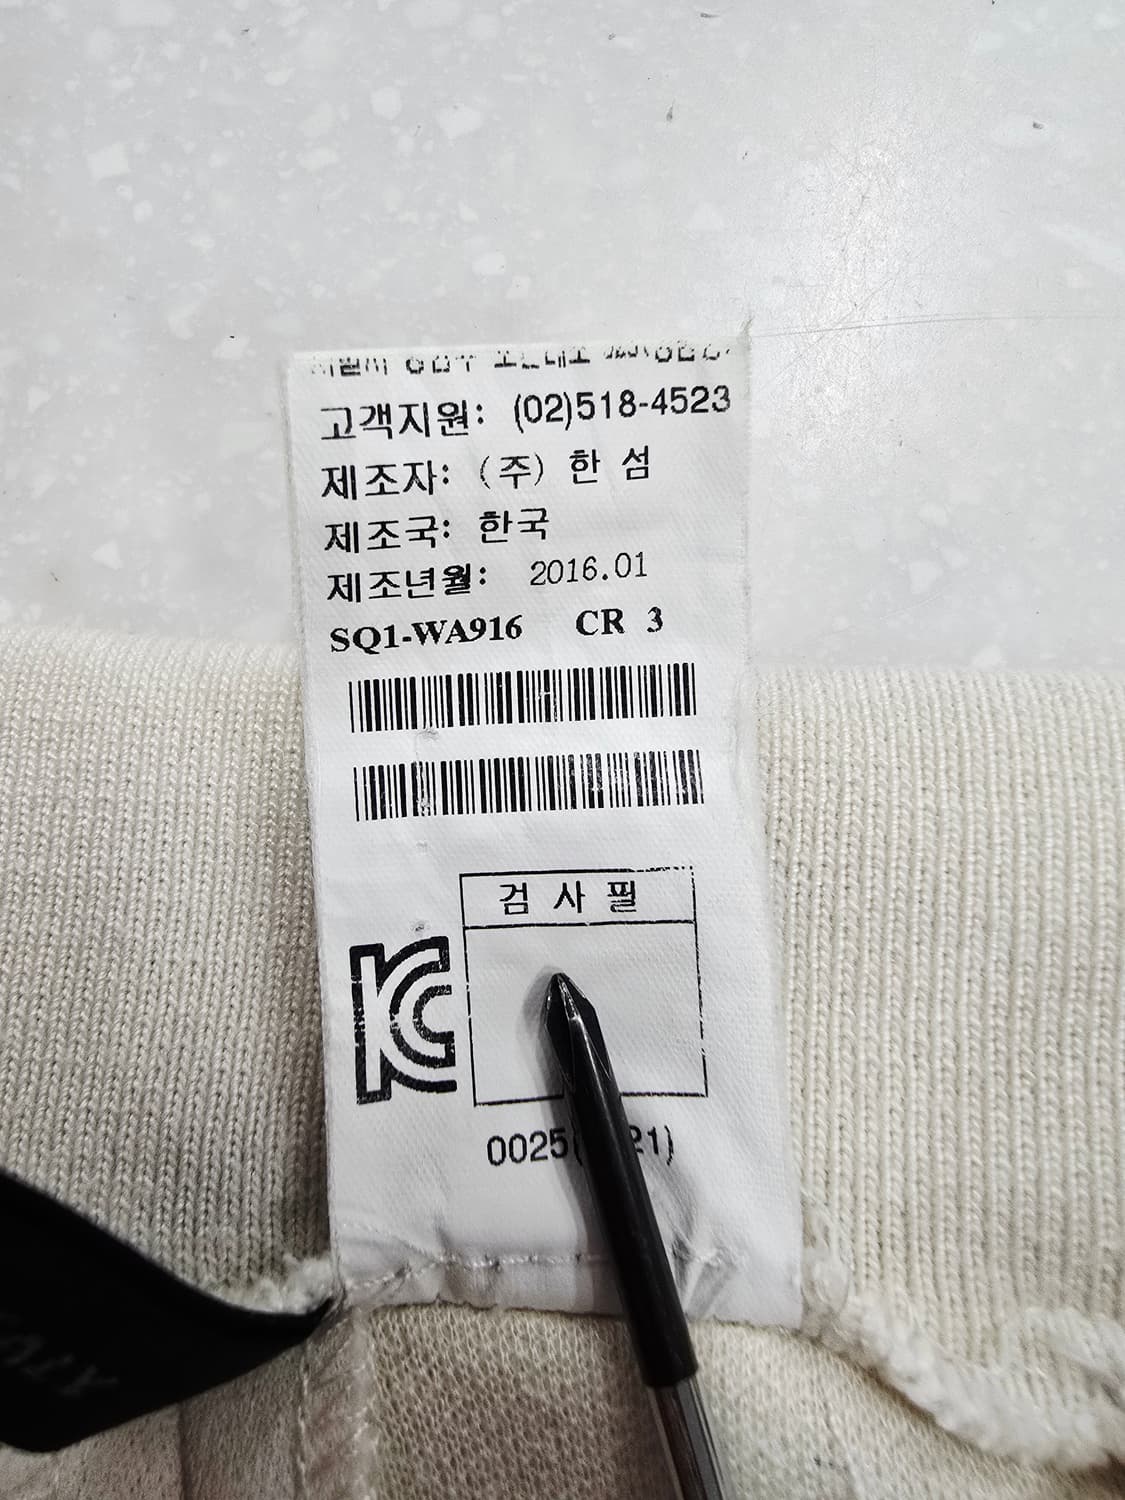 고객지원: (02)518-4523
제조자: (주) 한 섬
제조국: 한국
제조년월: 2016.01
SQ1-WA916 CR 3
검 사 필
KC